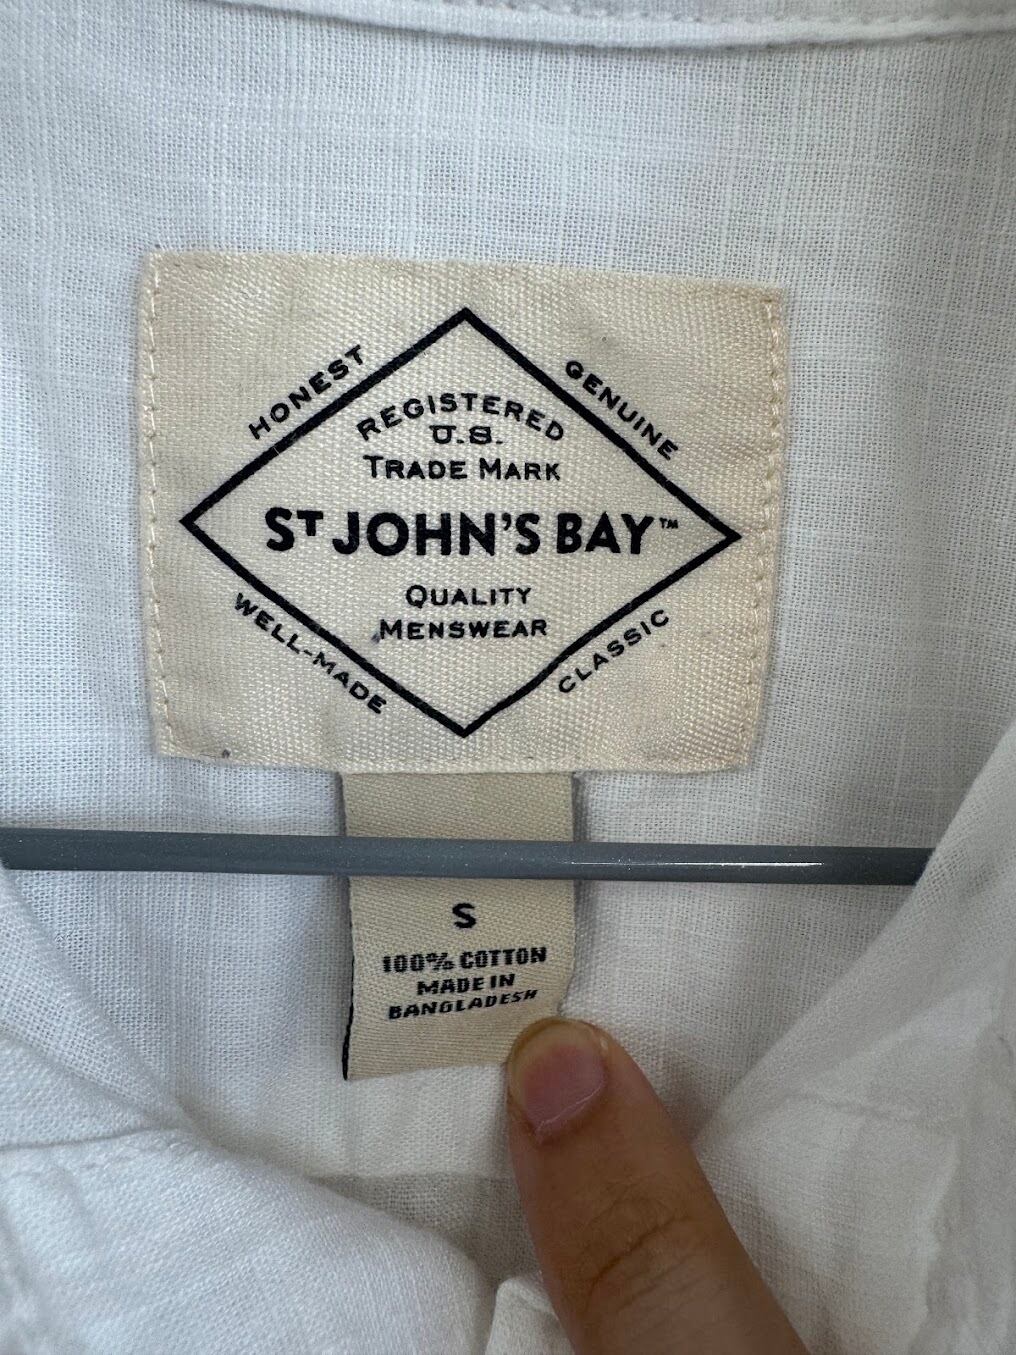 HONEST
GENUINE
REGISTERED
U.S.
TRADE MARK
ST JOHN'S BAY™
QUALITY
MENSWEAR
WELL-MADE
CLASSIC
S
100% COTTON
MADE IN
BANGLADESH